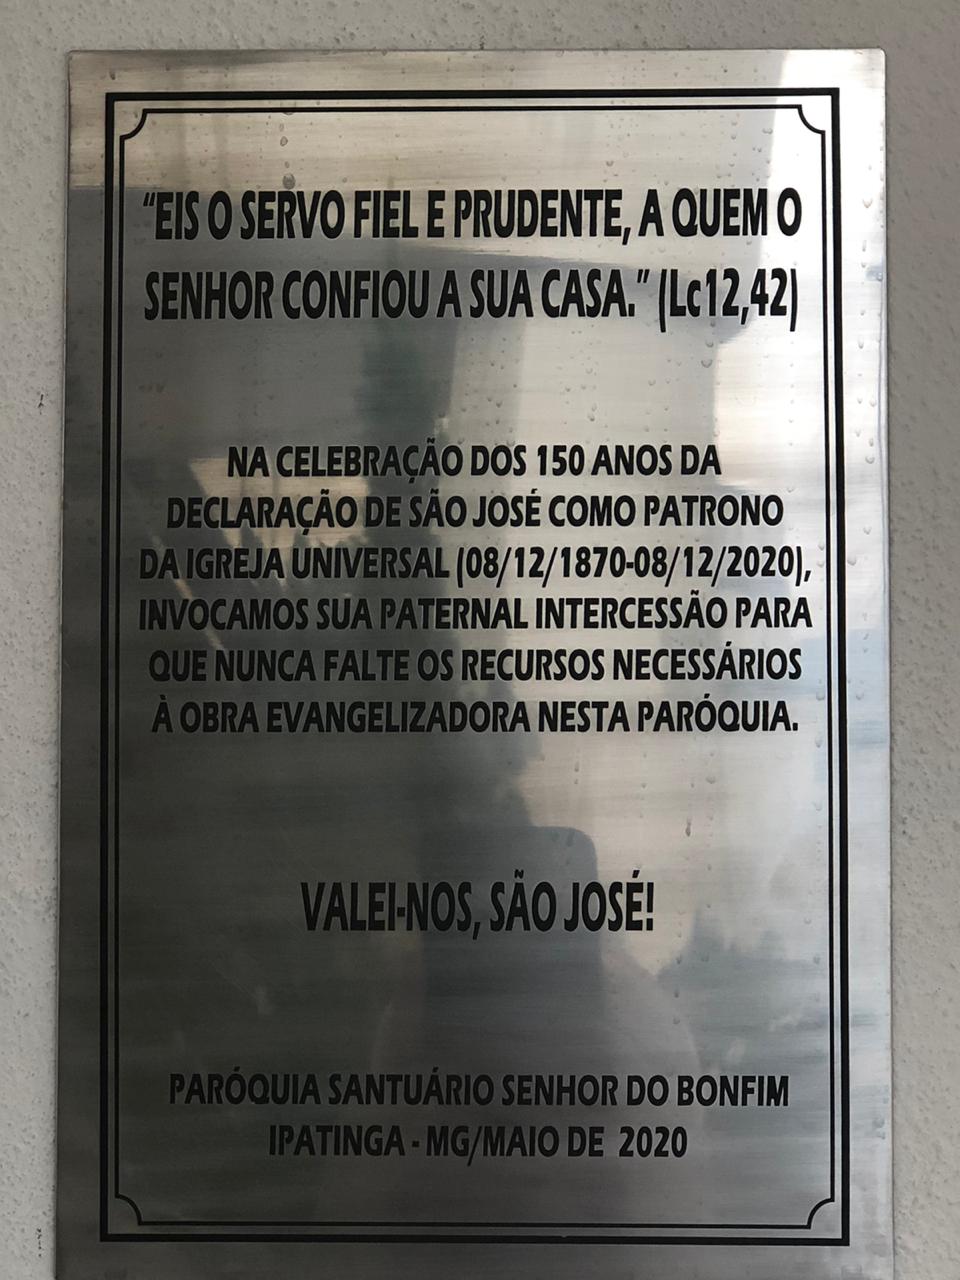 “EIS O SERVO FIEL E PRUDENTE, A QUEM O
SENHOR CONFIOU A SUA CASA.” (Lc12,42)
NA CELEBRAÇÃO DOS 150 ANOS DA
DECLARAÇÃO DE SÃO JOSÉ COMO PATRONO
DA IGREJA UNIVERSAL (08/12/1870-08/12/2020),
INVOCAMOS SUA PATERNAL INTERCESSÃO PARA
QUE NUNCA FALTE OS RECURSOS NECESSÁRIOS
À OBRA EVANGELIZADORA NESTA PARÓQUIA.
VALEI-NOS, SÃO JOSÉ!
PARÓQUIA SANTUÁRIO SENHOR DO BONFIM
IPATINGA - MG/MAIO DE 2020